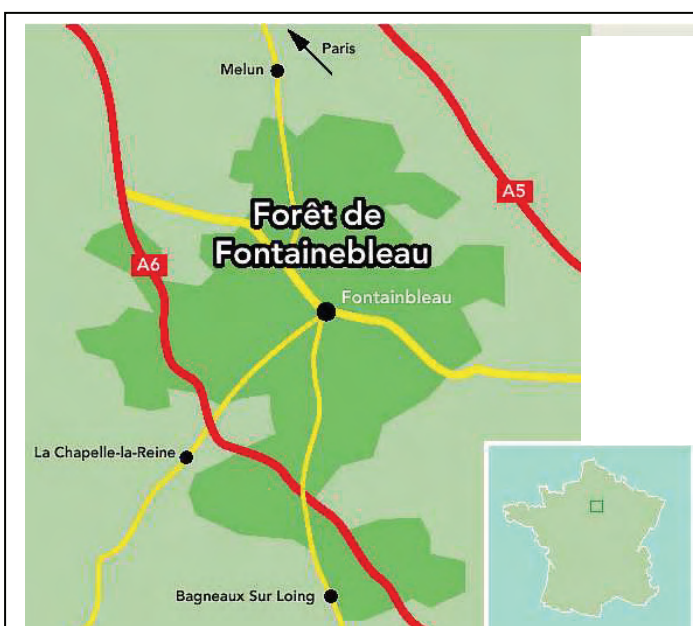 Paris
Melun
A5
Forêt de
Fontainebleau
A6
Fontainbleau
La Chapelle-la-Reine
Bagneaux Sur Loing